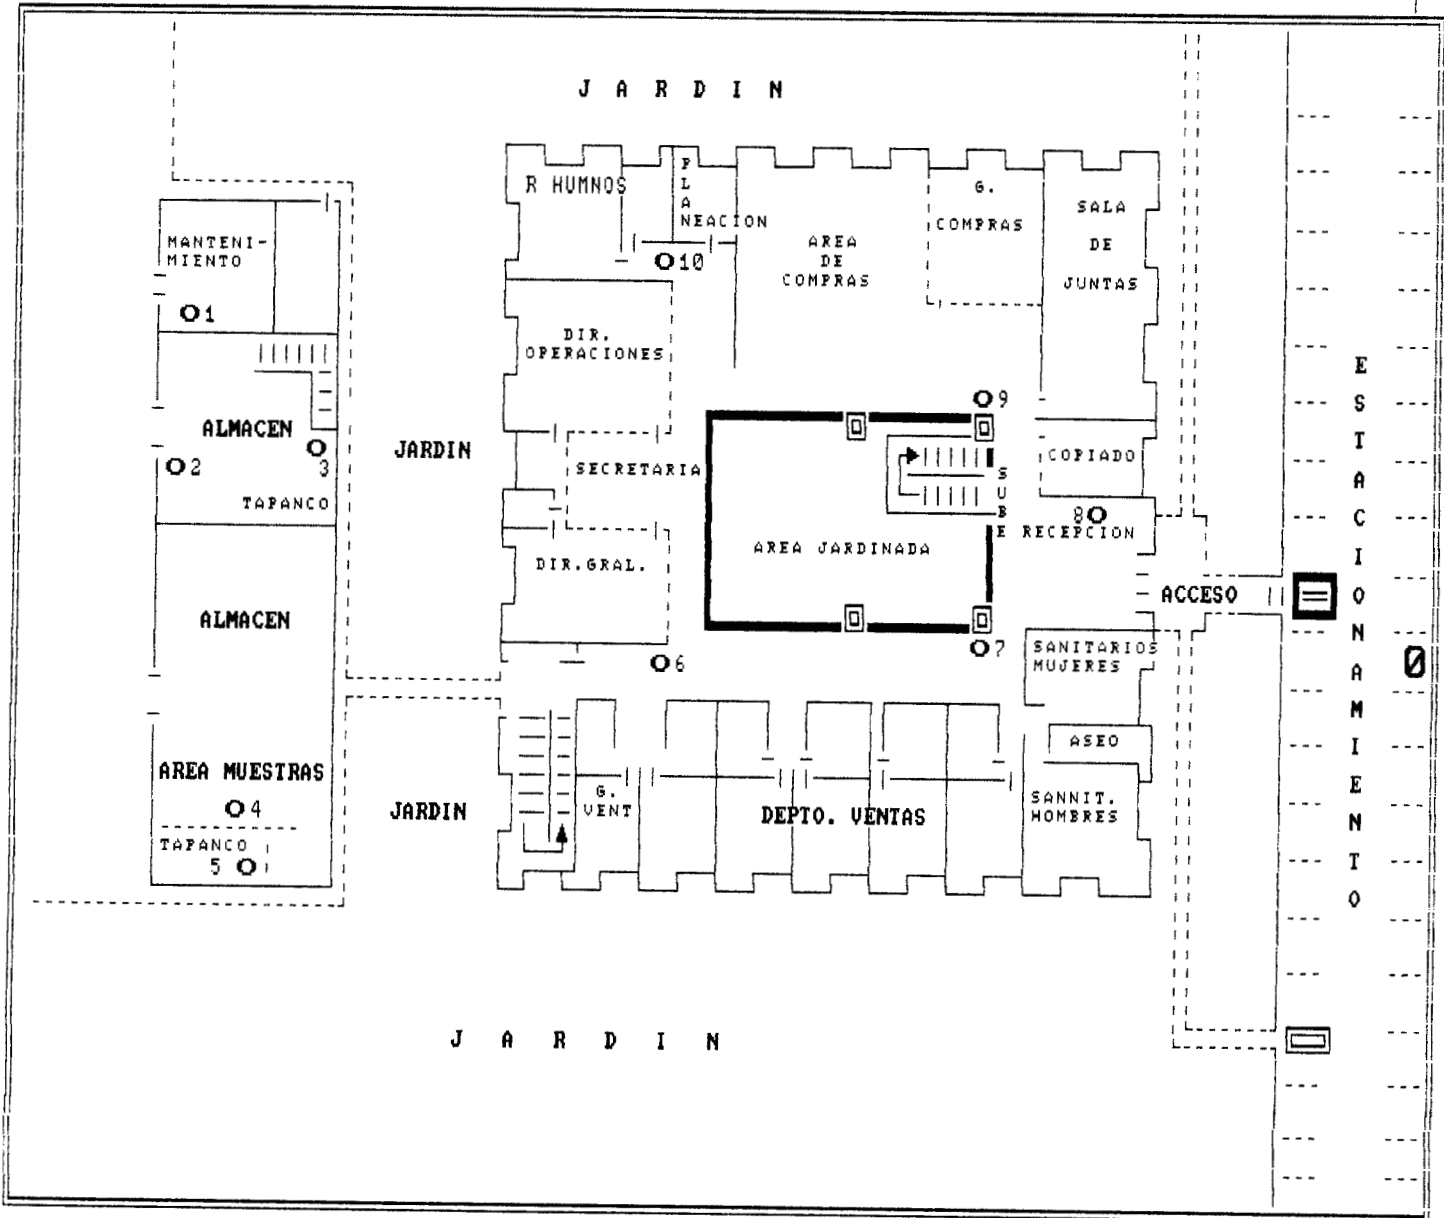 J A R D I N
R HUMNOS
PLANEACION
G.
COMPRAS
SALA
DE
JUNTAS
AREA
DE
COMPRAS
O10
MANTENI-
MIENTO
O1
DIR.
OPERACIONES
ALMACEN
O2
O
3
TAPANCO
JARDIN
SECRETARIA
O9
COPIADO
SUBE
8O
RECEPCION
AREA JARDINADA
DIR.GRAL.
ALMACEN
ACCESO
ESTACIONAMIENTO
0
O6
O7
SANITARIOS
MUJERES
ASEO
AREA MUESTRAS
O4
TAPANCO
5 O
JARDIN
G.
VENT
DEPTO. VENTAS
SANNIT.
HOMBRES
J A R D I N